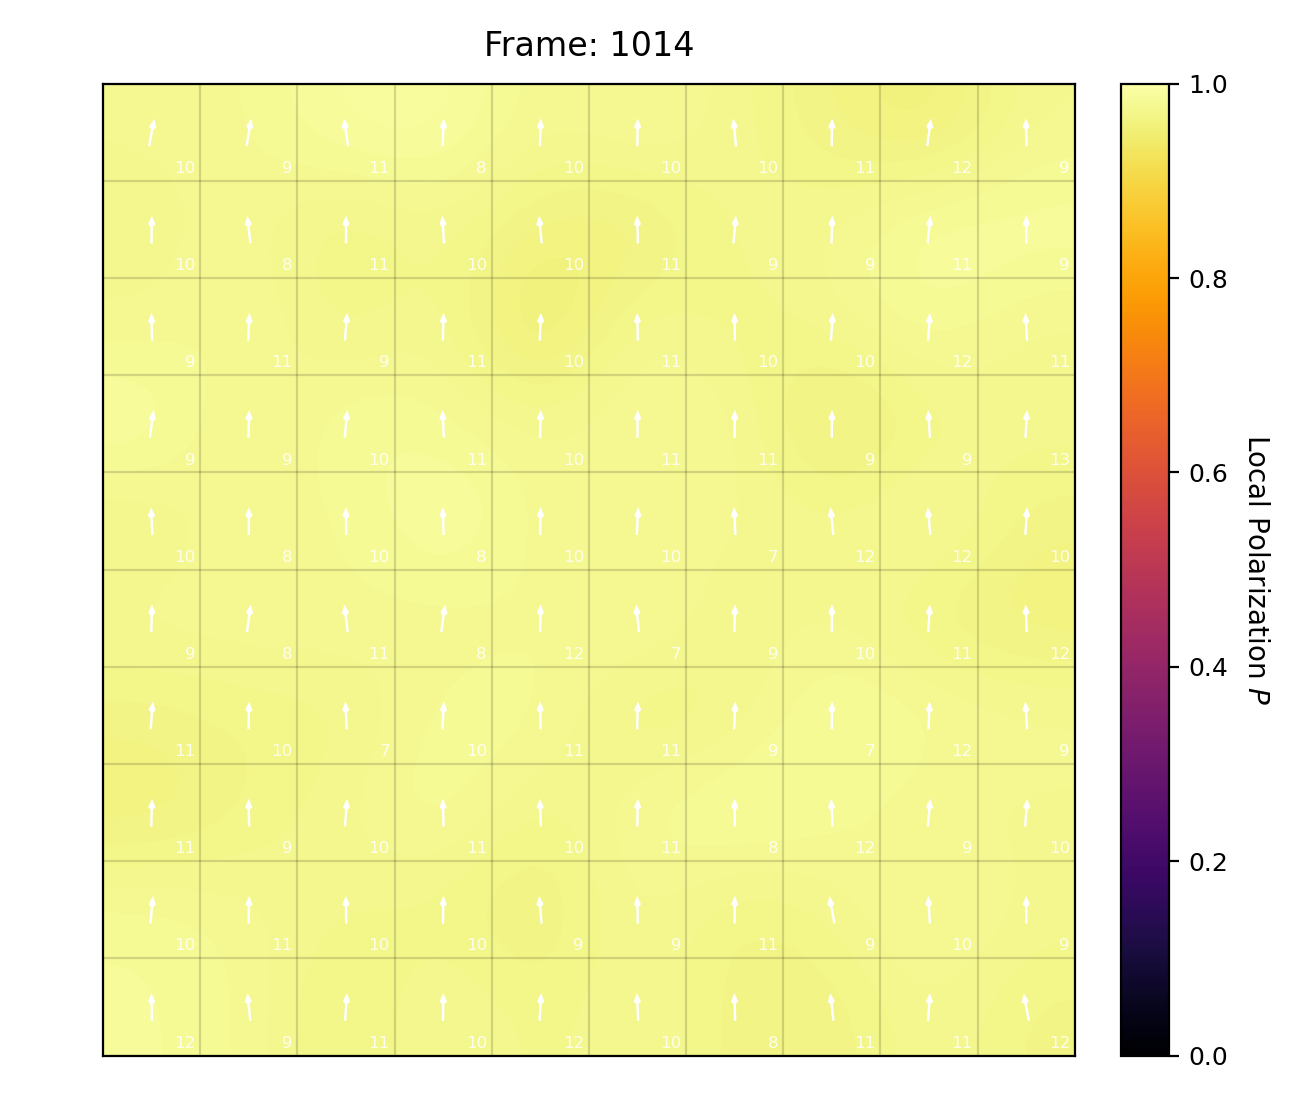 Frame: 1014
10 9 11 8 10 10 10 11 12 9
10 8 11 10 10 11 9 9 11 9
9 11 9 11 10 11 10 10 12 11
9 9 10 11 10 11 11 9 9 13
10 8 10 8 10 10 7 12 12 10
9 8 11 8 12 7 9 10 11 12
11 10 7 10 11 11 9 7 12 9
11 9 10 11 10 11 8 12 9 10
10 11 10 10 9 9 11 9 10 9
12 9 11 10 12 10 8 11 11 12
1.0
0.8
0.6
0.4
0.2
0.0
Local Polarization P